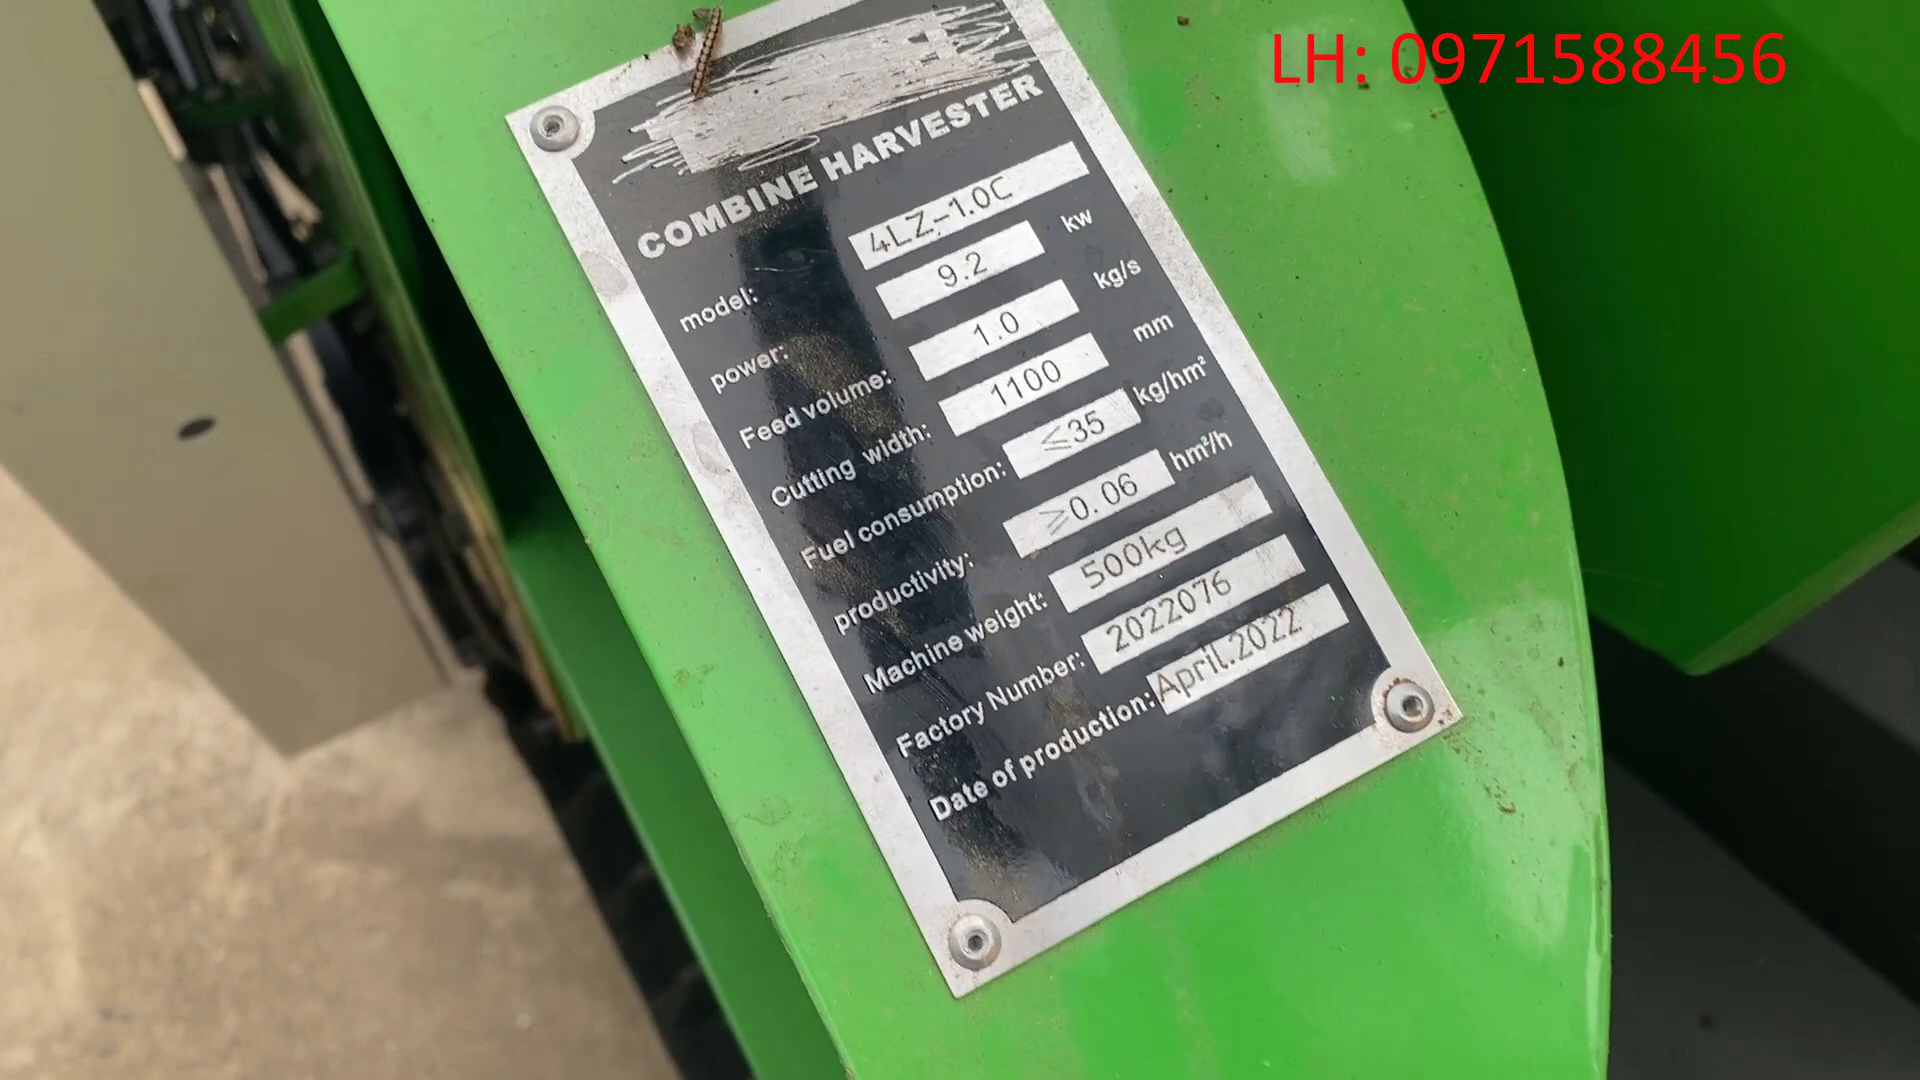 LH: 0971588456
COMBINE HARVESTER
model: 4LZ-1.0C
power: 9.2 kw
Feed volume: 1.0 kg/s
Cutting width: 1100 mm
Fuel consumption: ≤35 kg/hm²
productivity: ≥0.06 hm²/h
Machine weight: 500kg
Factory Number: 2022076
Date of production: April.2022